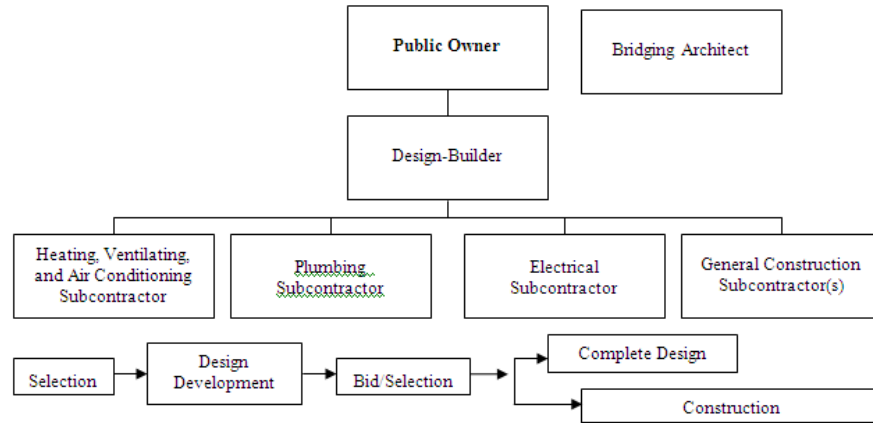 Public Owner
Bridging Architect
Design-Builder
Heating, Ventilating,
and Air Conditioning
Subcontractor
Plumbing
Subcontractor
Electrical
Subcontractor
General Construction
Subcontractor(s)
Selection
Design
Development
Bid/Selection
Complete Design
Construction